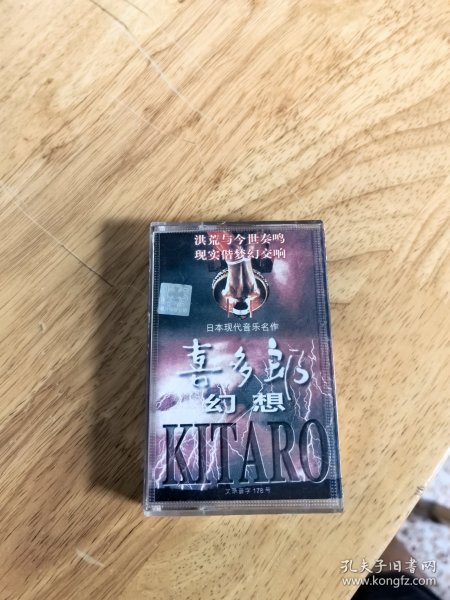 洪荒与今世奏鸣
现实偕梦幻交响
日本现代音乐名作
喜多郎
幻想
KITARO
文录音字178号
孔夫子旧书网
www.kongfz.com